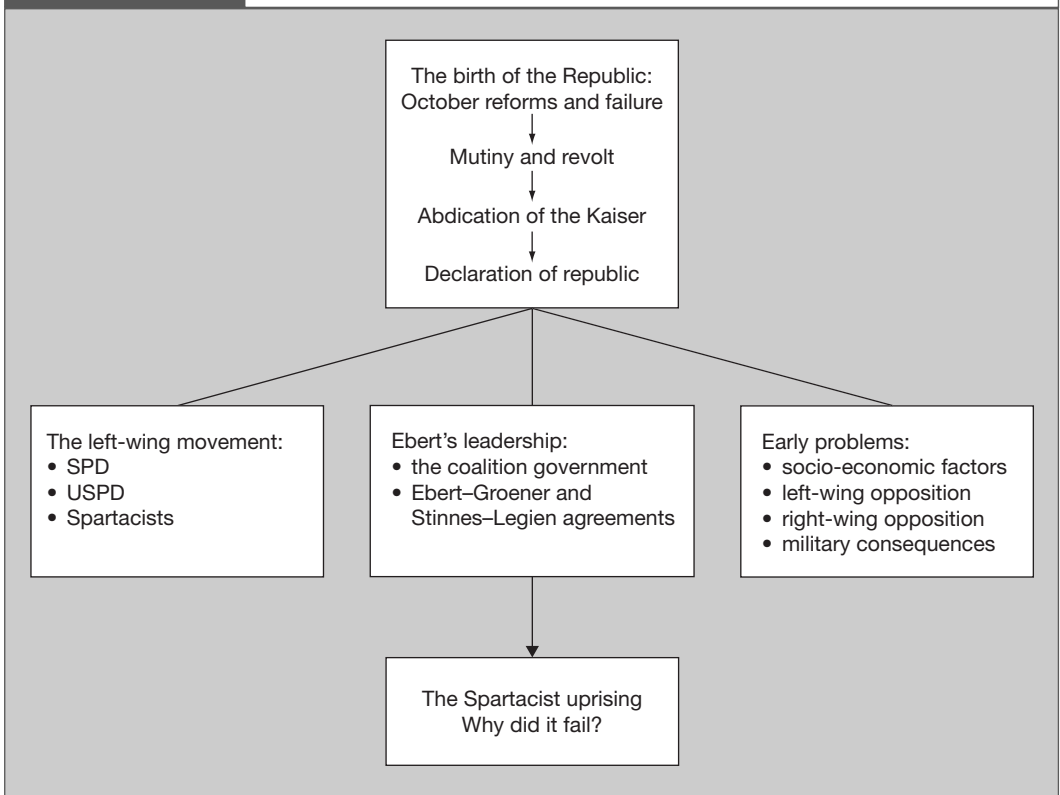 The birth of the Republic:
October reforms and failure
Mutiny and revolt
Abdication of the Kaiser
Declaration of republic
The left-wing movement:
• SPD
• USPD
• Spartacists
Ebert’s leadership:
• the coalition government
• Ebert–Groener and
Stinnes–Legien agreements
Early problems:
• socio-economic factors
• left-wing opposition
• right-wing opposition
• military consequences
The Spartacist uprising
Why did it fail?